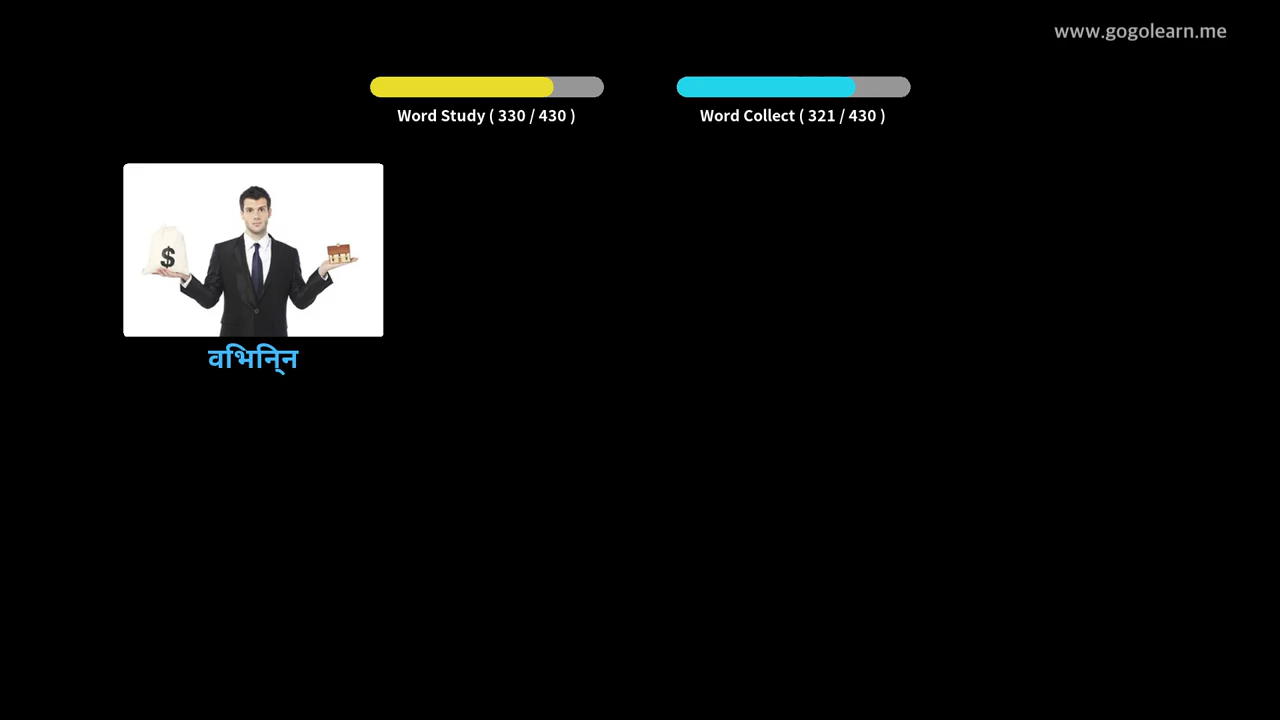 www.gogolearn.me
Word Study ( 330 / 430 )
Word Collect ( 321 / 430 )
$
वभिनि्न